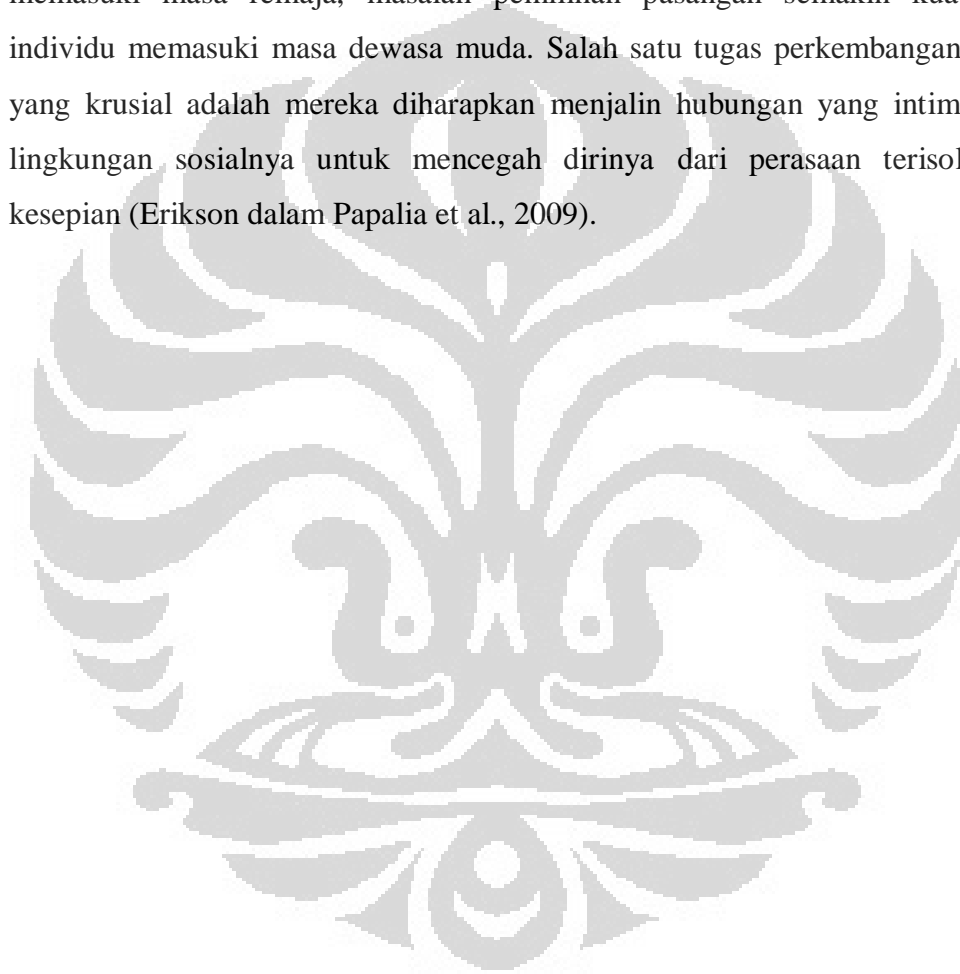 memasuki masa remaja, masalah pemilihan pasangan semakin
individu memasuki masa dewasa muda. Salah satu tugas perkembangan
yang krusial adalah mereka diharapkan menjalin hubungan yang intim
lingkungan sosialnya untuk mencegah dirinya dari perasaan
kesepian (Erikson dalam Papalia et al., 2009).